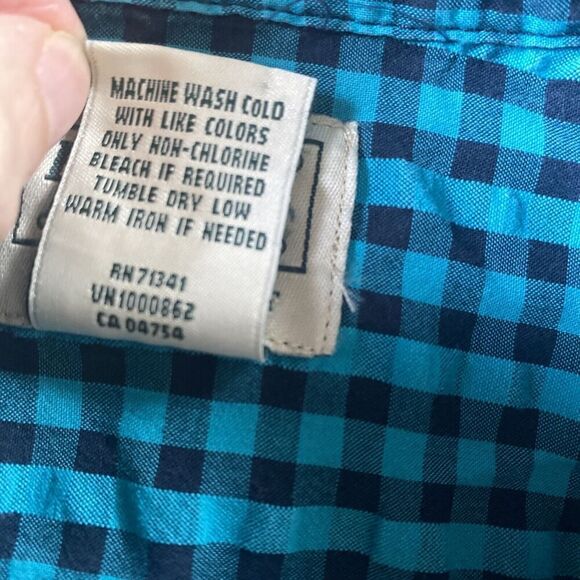 MACHINE WASH COLD
WITH LIKE COLORS
ONLY NON-CHLORINE
BLEACH IF REQUIRED
TUMBLE DRY LOW
WARM IRON IF NEEDED
RN 71341
VN1000862
CA 04754